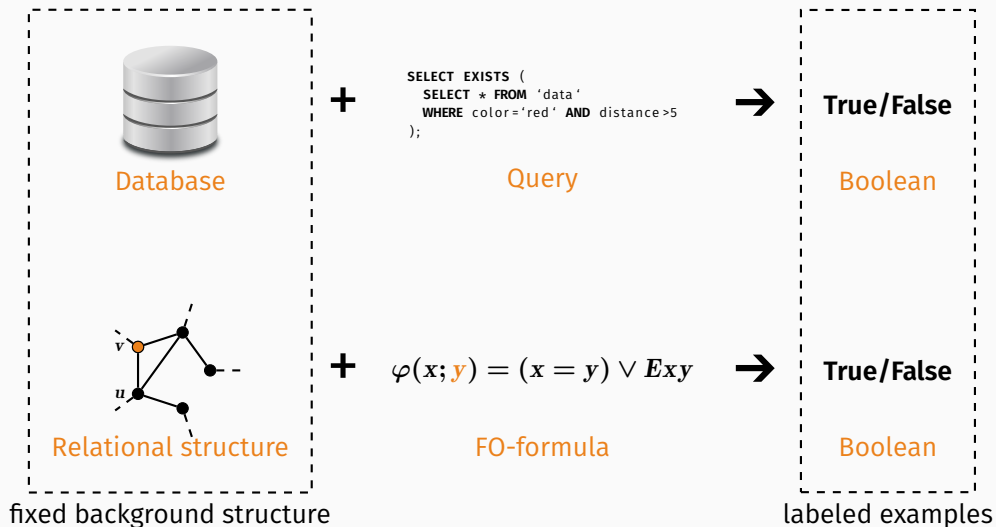 SELECT EXISTS (
SELECT * FROM ‘data‘
WHERE color=‘red‘ AND distance>5
);
+
➔
True/False
Database
Query
Boolean
v
u
+
φ(x; y) = (x = y) ∨ Exy
➔
True/False
Relational structure
FO-formula
Boolean
fixed background structure
labeled examples